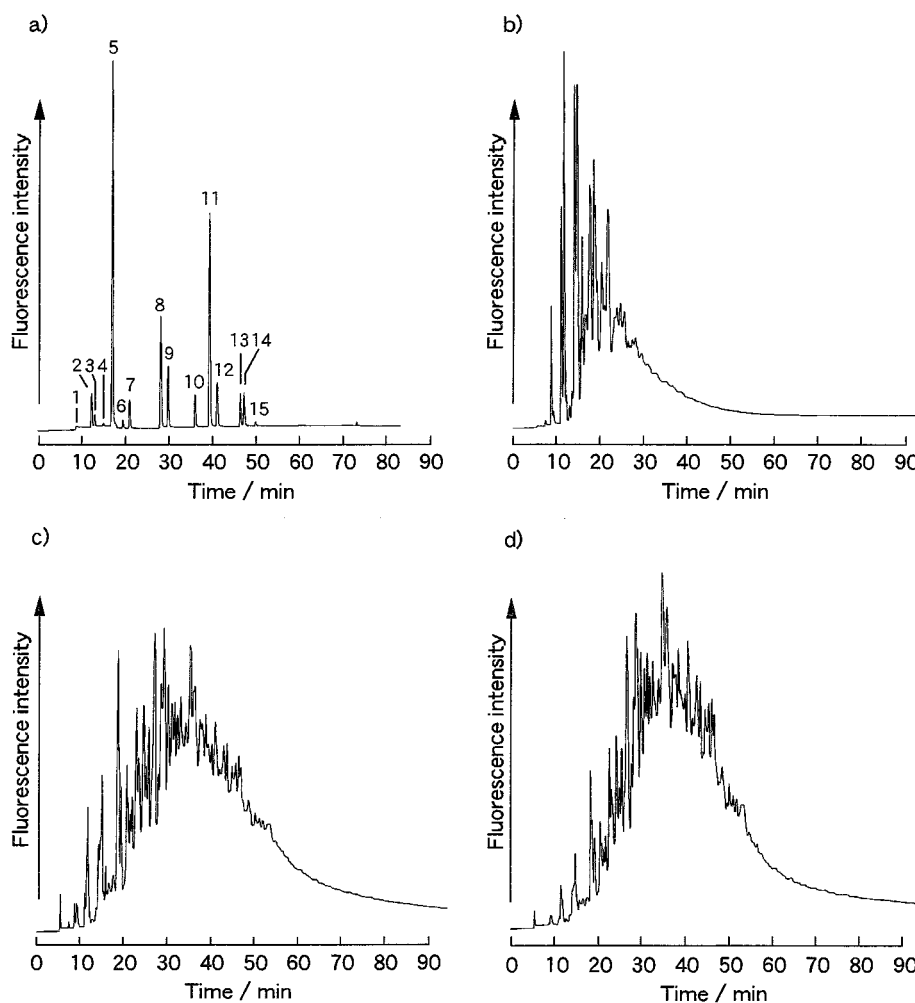 a)
5
11
8
13 14
2 3 4
9
12
10
7
1
6
15
Fluorescence intensity
0 10 20 30 40 50 60 70 80 90
Time / min
b)
Fluorescence intensity
0 10 20 30 40 50 60 70 80 90
Time / min
c)
Fluorescence intensity
0 10 20 30 40 50 60 70 80 90
Time / min
d)
Fluorescence intensity
0 10 20 30 40 50 60 70 80 90
Time / min